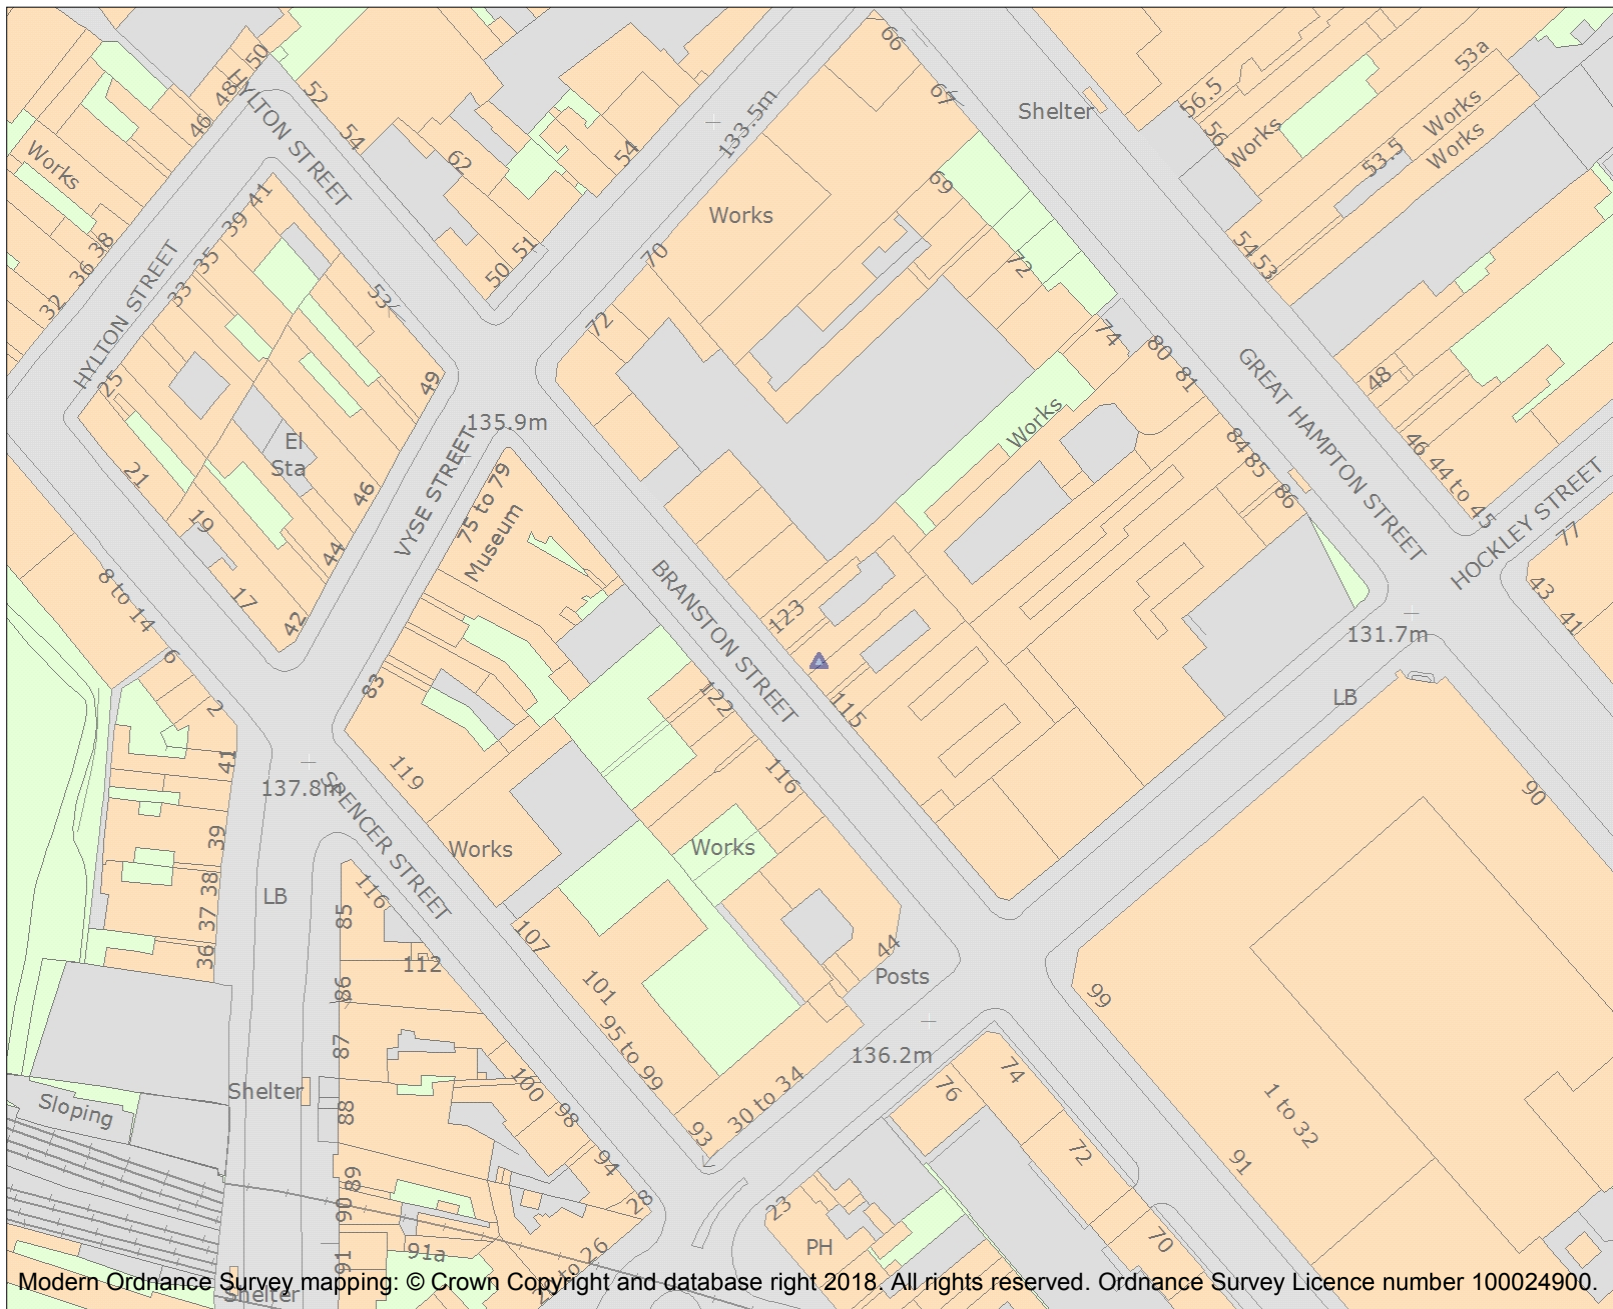 50
48
46
HYLTON STREET
52
54
62
54
133.5m
66
67
Shelter
56.5
56
Works
53a
Works
Works
53.5
Works
41
39
35
33
38
36
32
HYLTON STREET
25
53
50
51
70
Works
69
72
54
53
72
74
80
81
GREAT HAMPTON STREET
48
49
135.9m
VYSE STREET
El
Sta
21
19
46
44
75 to 79
Museum
Works
84
85
86
46
44 to 45
HOCKLEY STREET
77
43
41
17
42
8 to 14
6
2
83
BRANSTON STREET
123
115
122
116
131.7m
LB
41
137.8m
SPENCER STREET
119
Works
Works
90
39
38
37
36
LB
116
85
112
86
87
107
101
95 to 99
44
Posts
136.2m
99
Shelter
Sloping
88
89
90
91
91a
100
98
94
28
26
93
30 to 34
76
74
72
70
23
PH
1 to 32
91
Shelter
Modern Ordnance Survey mapping: © Crown Copyright and database right 2018. All rights reserved. Ordnance Survey Licence number 100024900.